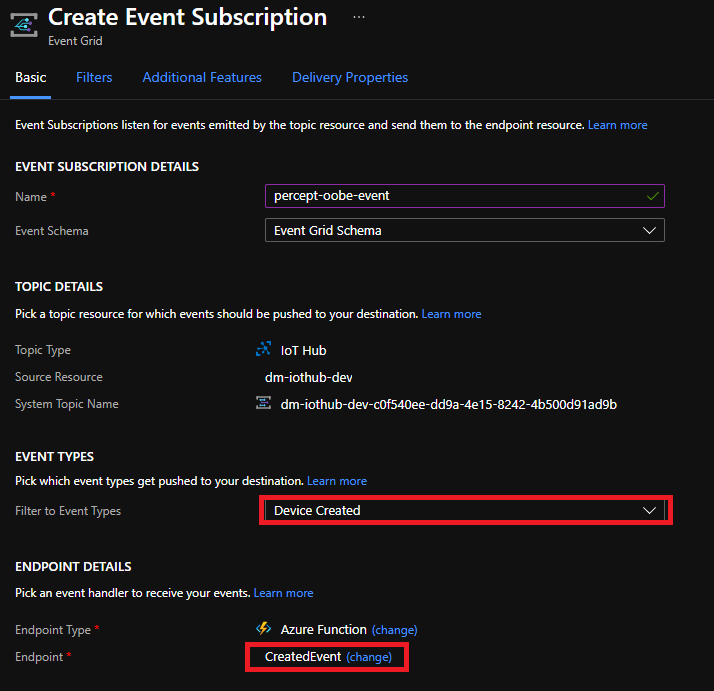 Create Event Subscription ...
Event Grid
Basic Filters Additional Features Delivery Properties
Event Subscriptions listen for events emitted by the topic resource and send them to the endpoint resource. Learn more
EVENT SUBSCRIPTION DETAILS
Name * percept-oobe-event
Event Schema Event Grid Schema
TOPIC DETAILS
Pick a topic resource for which events should be pushed to your destination. Learn more
Topic Type IoT Hub
Source Resource dm-iothub-dev
System Topic Name dm-iothub-dev-c0f540ee-dd9a-4e15-8242-4b500d91ad9b
EVENT TYPES
Pick which event types get pushed to your destination. Learn more
Filter to Event Types Device Created
ENDPOINT DETAILS
Pick an event handler to receive your events. Learn more
Endpoint Type * Azure Function (change)
Endpoint * CreatedEvent (change)